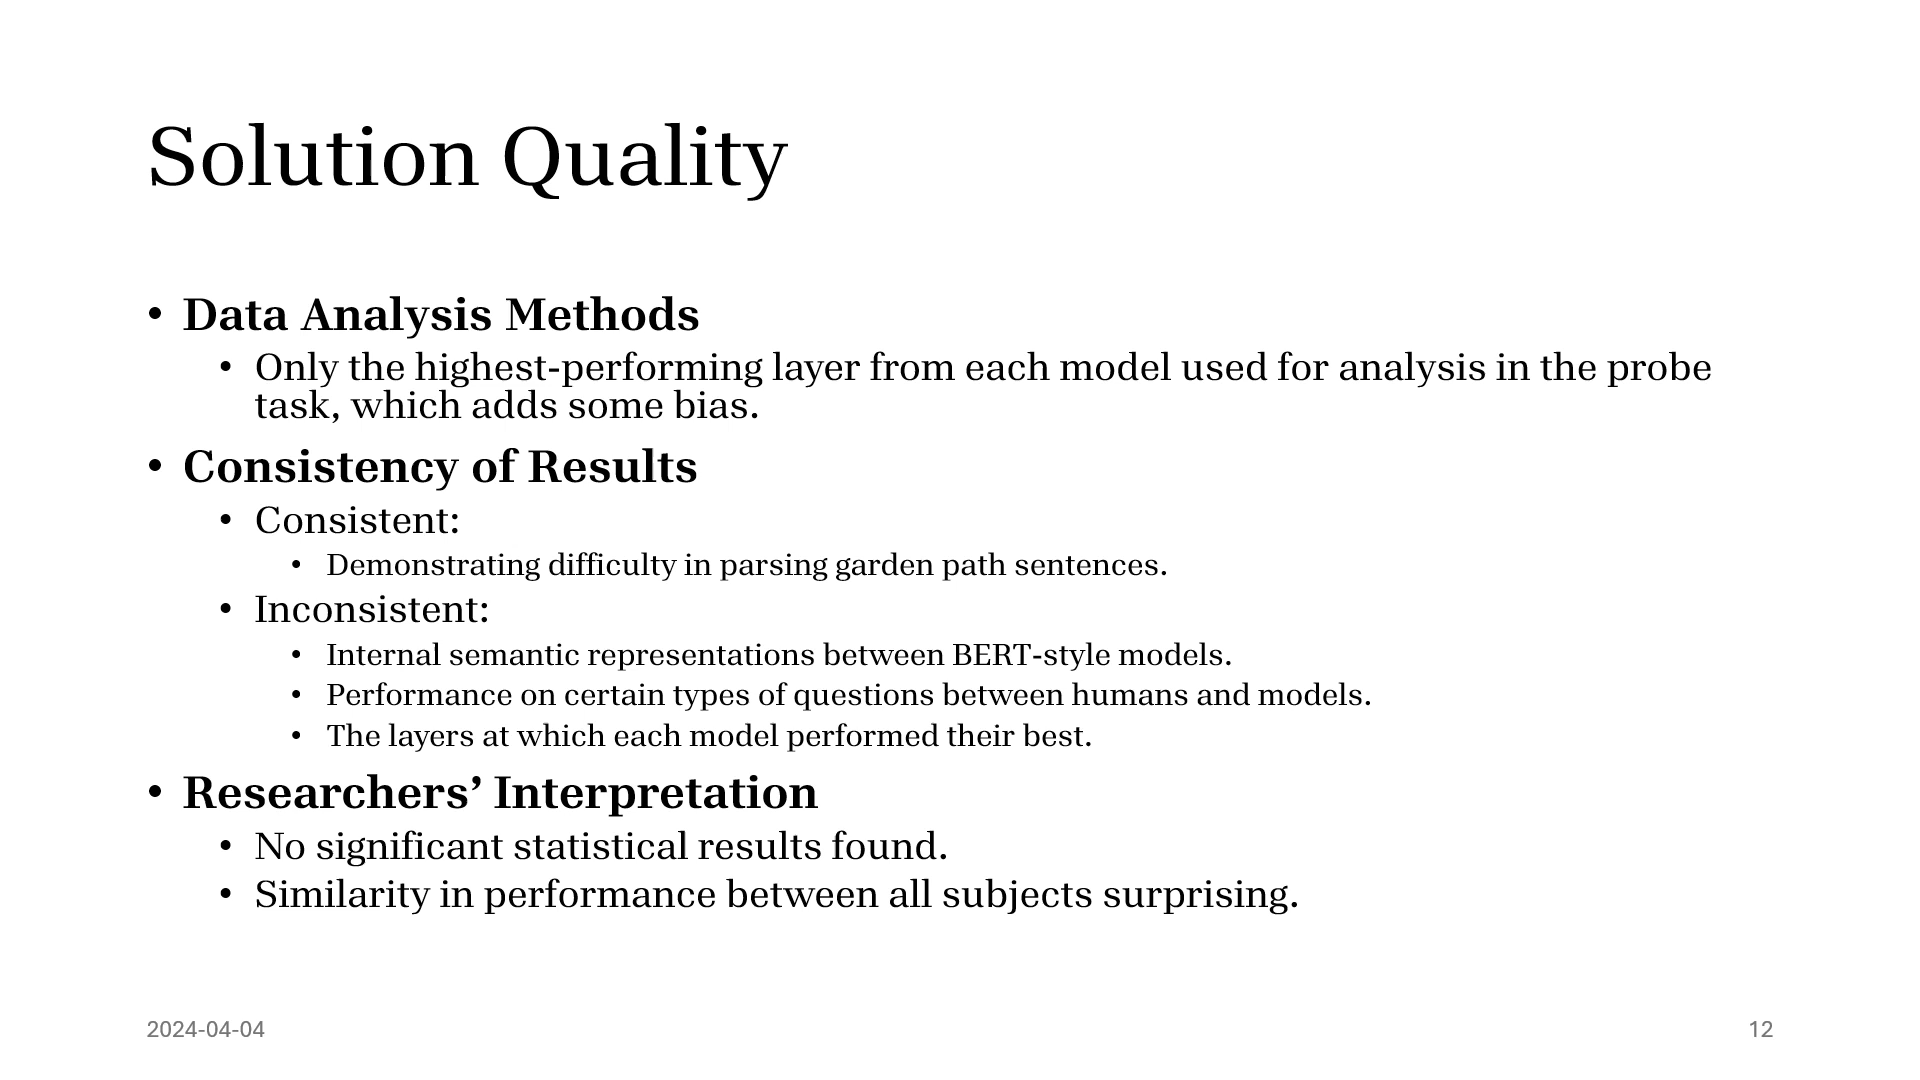 Solution Quality
• Data Analysis Methods
• Only the highest-performing layer from each model used for analysis in the probe
task, which adds some bias.
• Consistency of Results
• Consistent:
• Demonstrating difficulty in parsing garden path sentences.
• Inconsistent:
• Internal semantic representations between BERT-style models.
• Performance on certain types of questions between humans and models.
• The layers at which each model performed their best.
• Researchers’ Interpretation
• No significant statistical results found.
• Similarity in performance between all subjects surprising.
2024-04-04
12